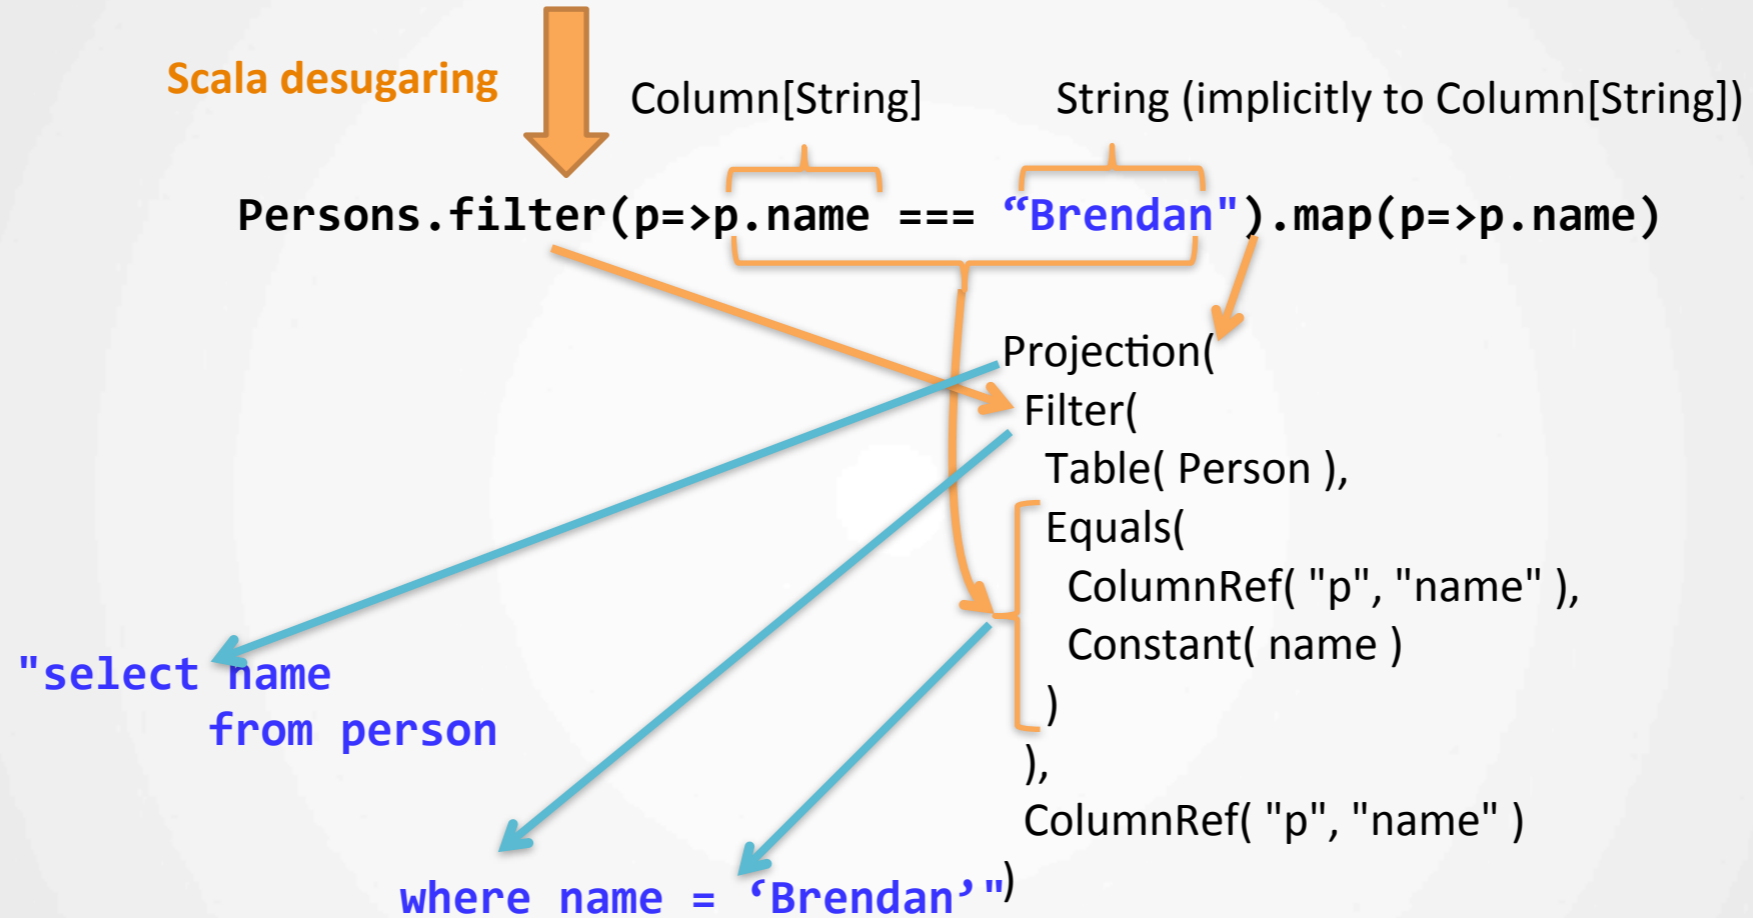 Scala desugaring
Column[String]
String (implicitly to Column[String])
Persons.filter(p=>p.name === “Brendan").map(p=>p.name)
Projection(
Filter(
Table( Person ),
Equals(
ColumnRef( "p", "name" ),
Constant( name )
)
),
ColumnRef( "p", "name" )
)
"select name
from person
where name = ‘Brendan’"